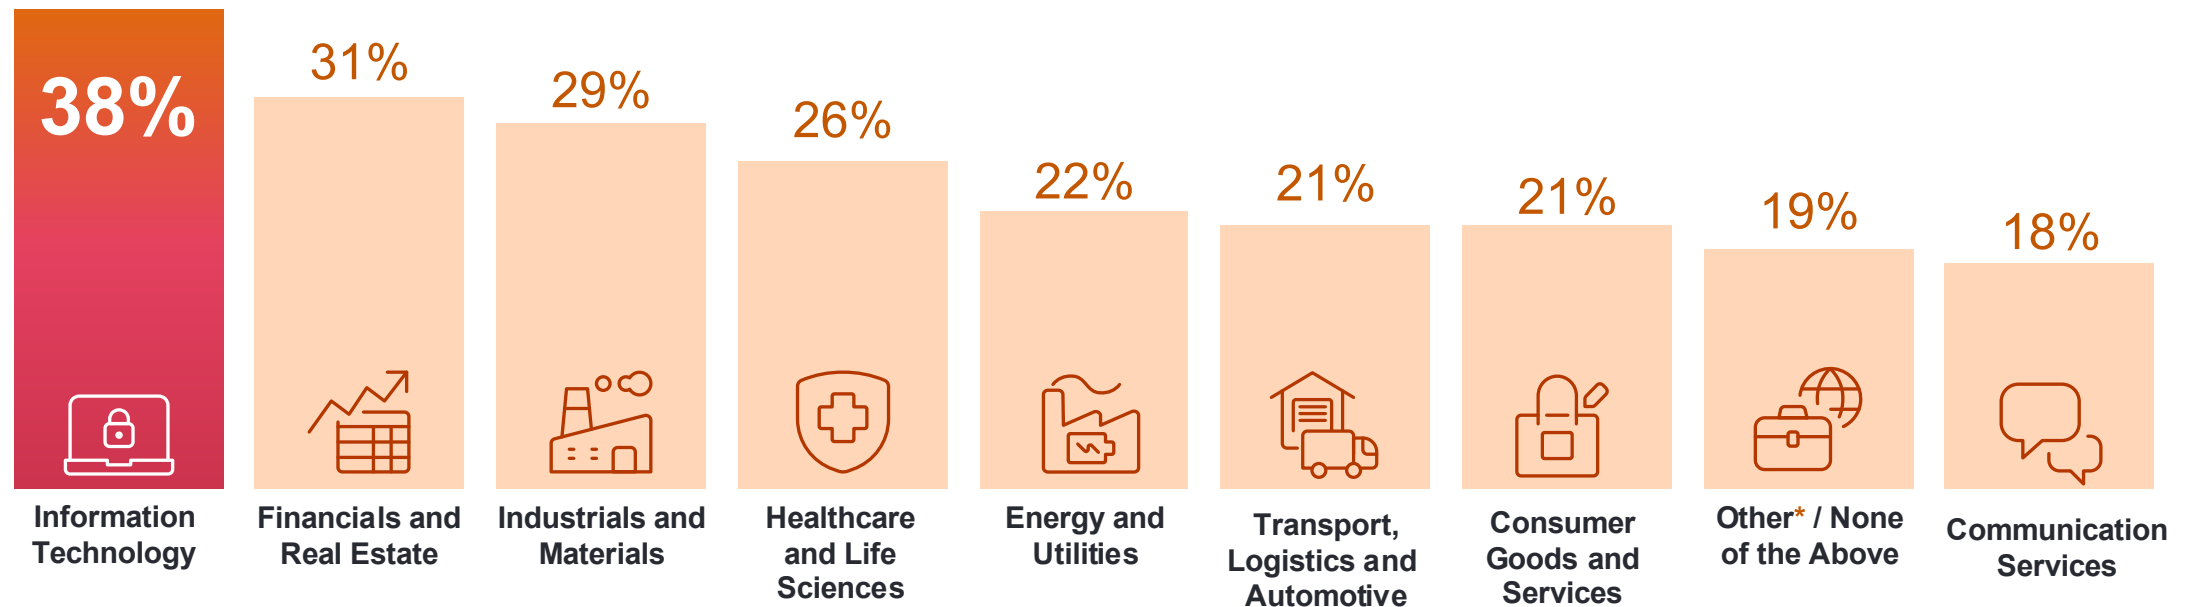 38%
31%
29%
26%
22%
21%
21%
19%
18%
Information
Technology
Financials and
Real Estate
Industrials and
Materials
Healthcare
and Life
Sciences
Energy and
Utilities
Transport,
Logistics and
Automotive
Consumer
Goods and
Services
Other* / None
of the Above
Communication
Services